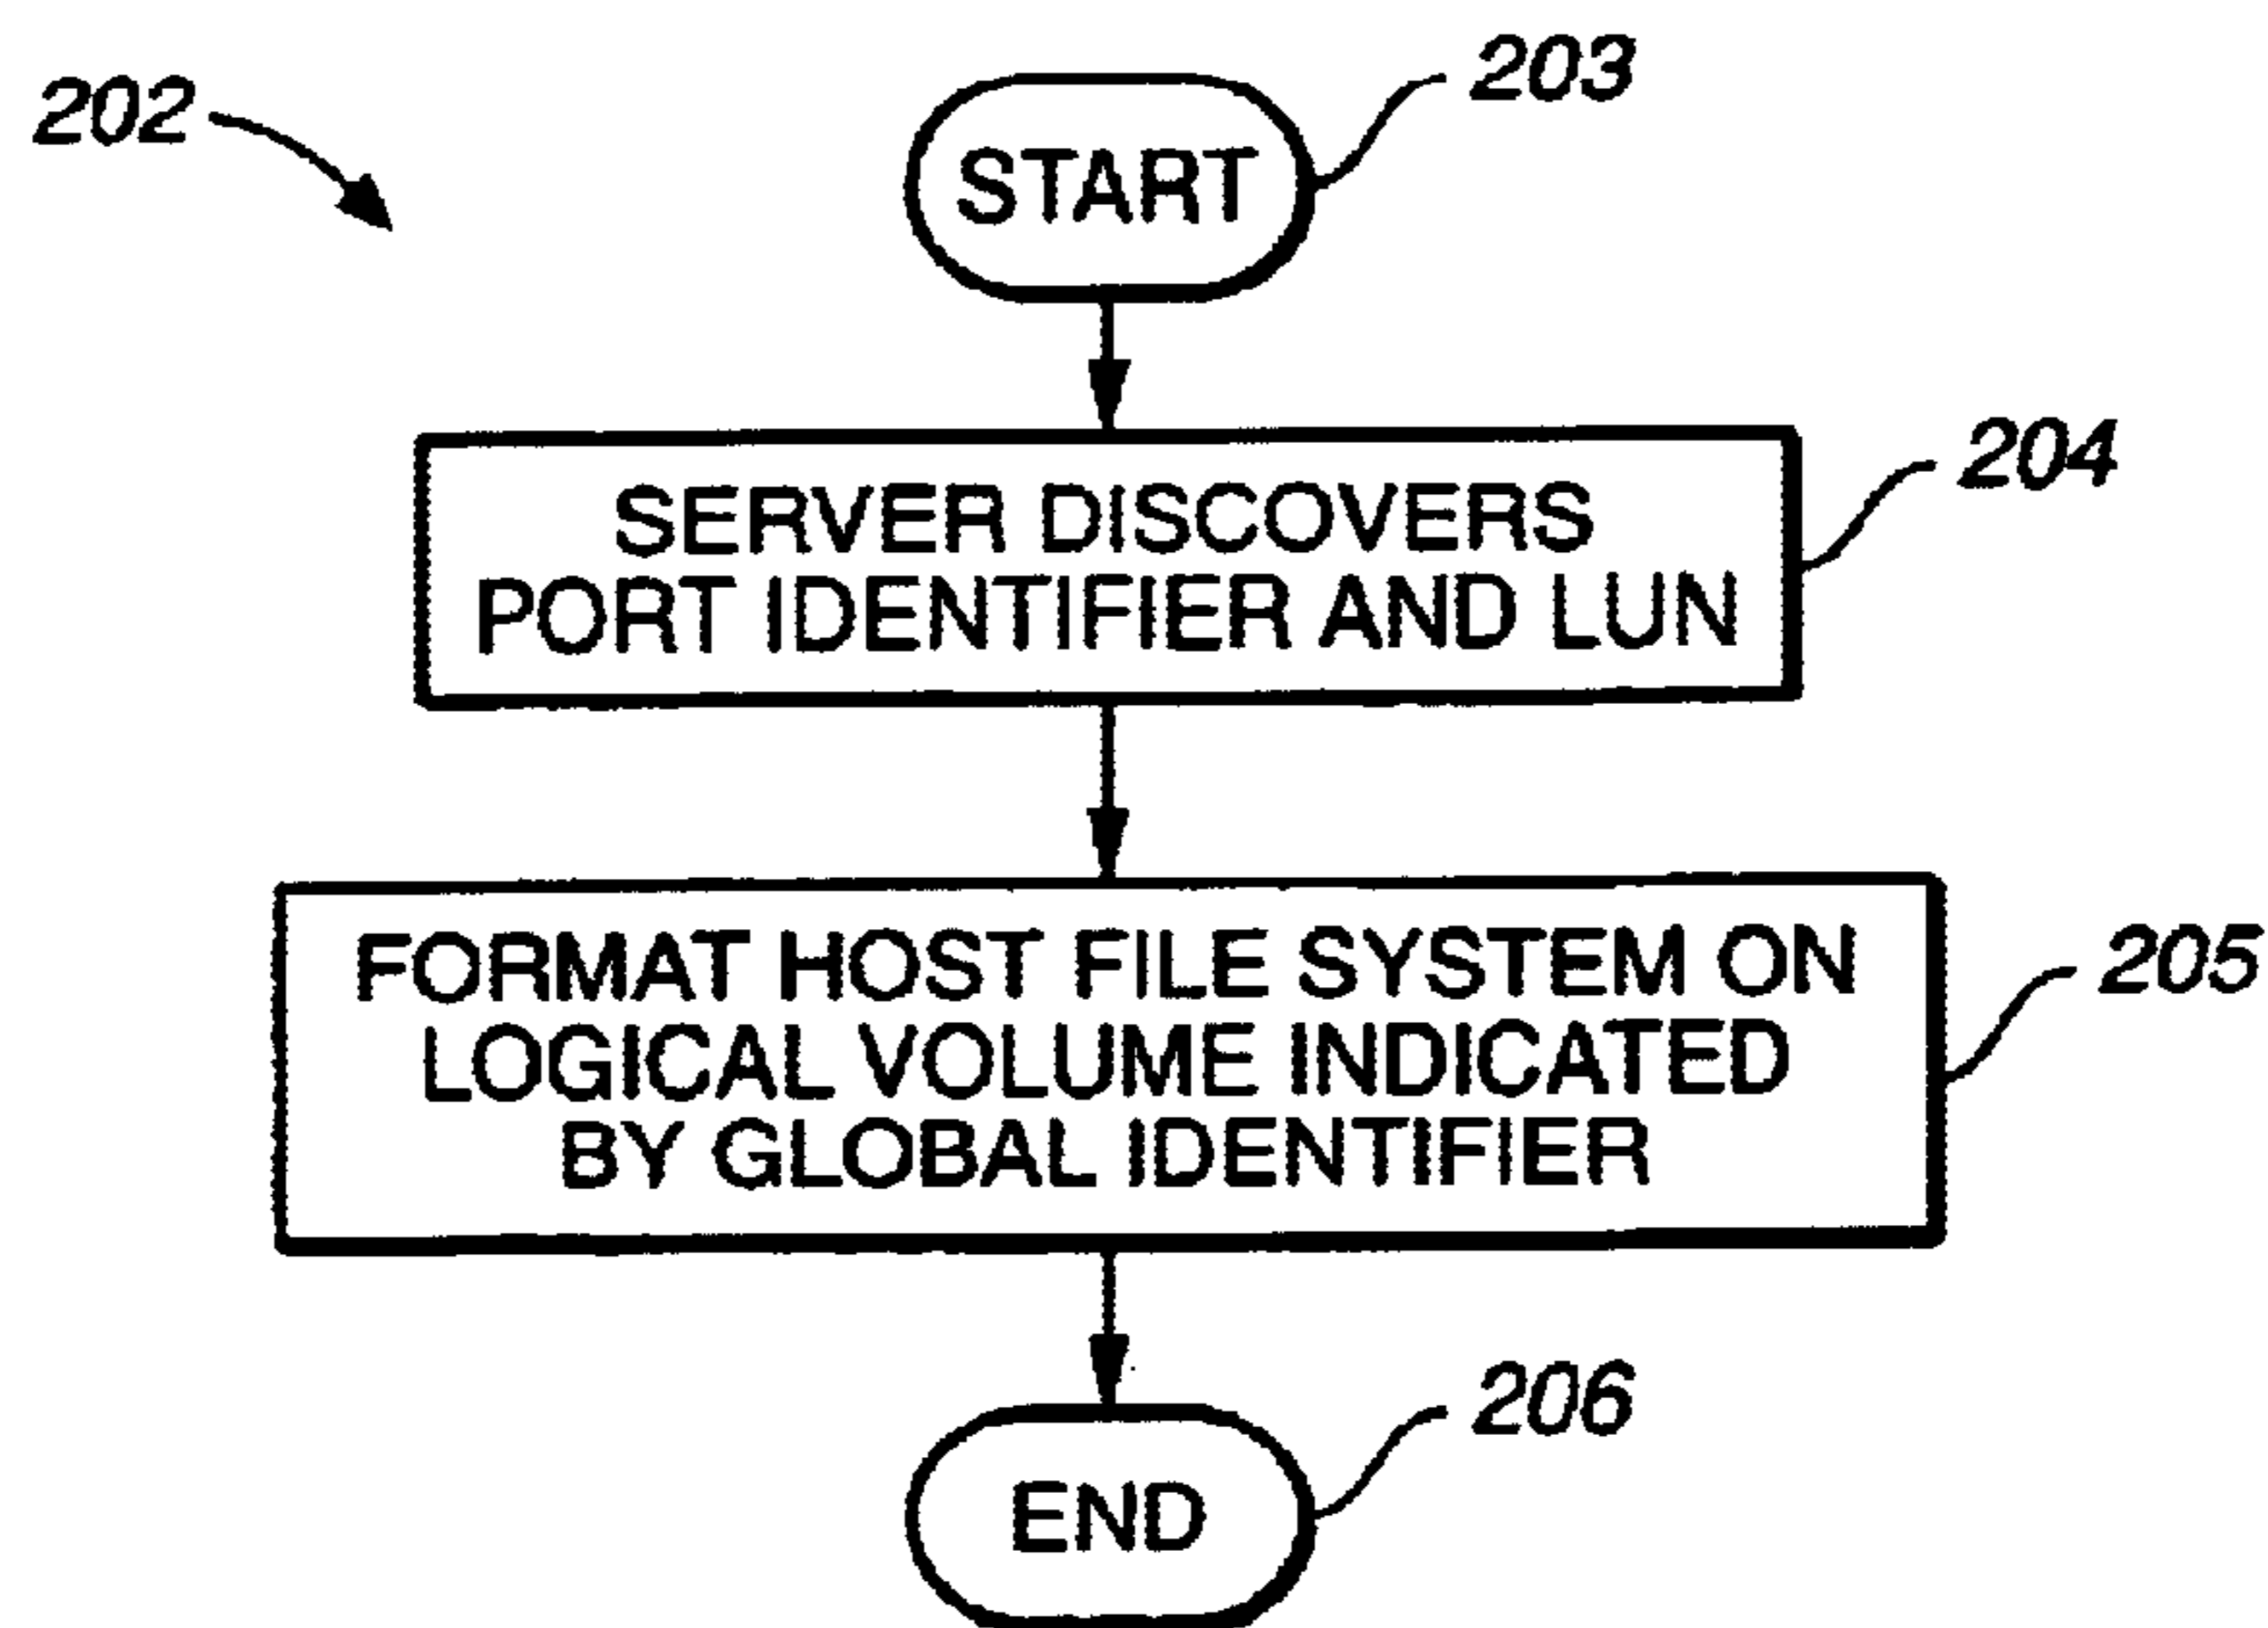 202
203
START
204
SERVER DISCOVERS
PORT IDENTIFIER AND LUN
205
FORMAT HOST FILE SYSTEM ON
LOGICAL VOLUME INDICATED
BY GLOBAL IDENTIFIER
206
END